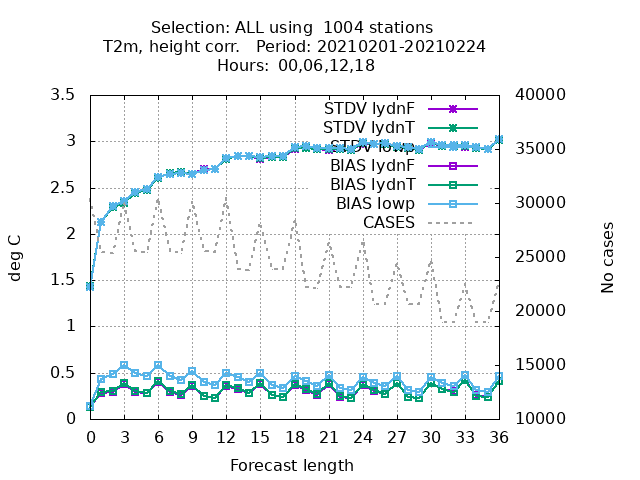 Selection: ALL using  1004 stations
T2m, height corr.   Period: 20210201-20210224
Hours:  00,06,12,18
3.5
3
2.5
2
1.5
1
0.5
0
deg C
40000
35000
30000
25000
20000
15000
10000
No cases
STDV lydnF
STDV lydnT
STDV lowp
BIAS lydnF
BIAS lydnT
BIAS lowp
CASES
0 3 6 9 12 15 18 21 24 27 30 33 36
Forecast length